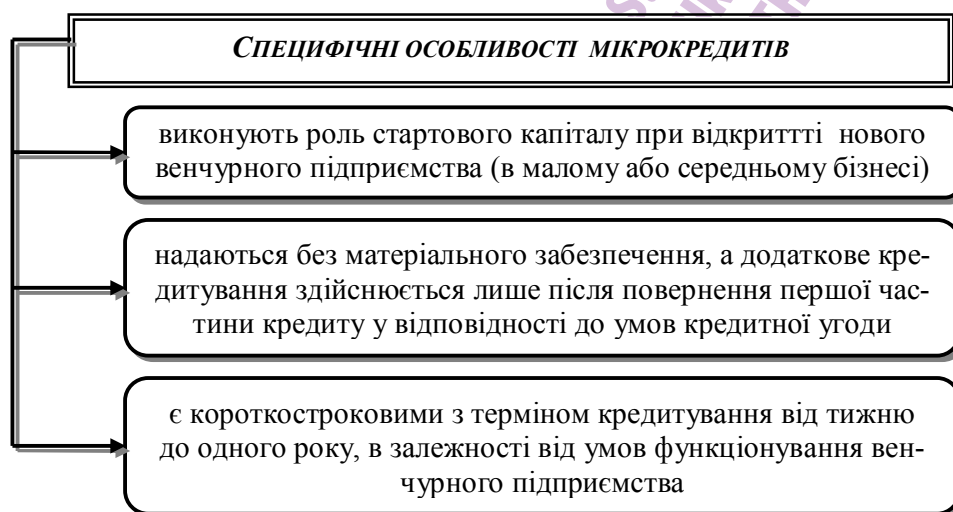 СПЕЦИФІЧНІ ОСОБЛИВОСТІ МІКРОКРЕДИТІВ
виконують роль стартового капіталу при відкриттті нового
венчурного підприємства (в малому або середньому бізнесі)
надаються без матеріального забезпечення, а додаткове кре-
дитування здійснюється лише після повернення першої час-
тини кредиту у відповідності до умов кредитної угоди
є короткостроковими з терміном кредитування від тижню
до одного року, в залежності від умов функціонування вен-
чурного підприємства